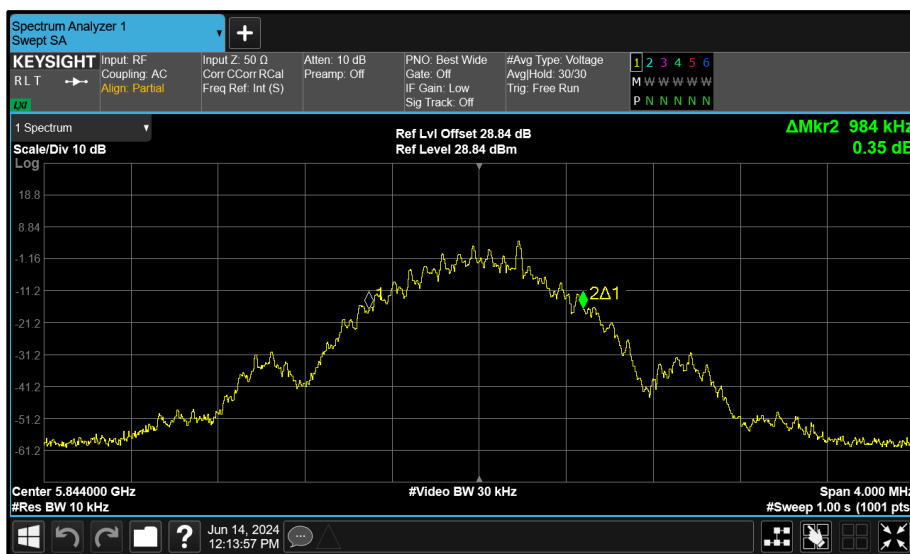 Spectrum Analyzer 1
Swept SA
+
KEYSIGHT
R L T
LXI
Input: RF
Coupling: AC
Align: Partial
Input Z: 50 Ω
Corr CCorr RCal
Freq Ref: Int (S)
Atten: 10 dB
Preamp: Off
PNO: Best Wide
Gate: Off
IF Gain: Low
Sig Track: Off
#Avg Type: Voltage
Avg|Hold: 30/30
Trig: Free Run
1 2 3 4 5 6
M W W W W W
P N N N N N
1 Spectrum
Scale/Div 10 dB
Log
Ref Lvl Offset 28.84 dB
Ref Level 28.84 dBm
ΔMkr2 984 kHz
0.35 dB
18.8
8.84
-1.16
-11.2
-21.2
-31.2
-41.2
-51.2
-61.2
1
2Δ1
Center 5.844000 GHz
#Res BW 10 kHz
#Video BW 30 kHz
Span 4.000 MHz
#Sweep 1.00 s (1001 pts
?
Jun 14, 2024
12:13:57 PM